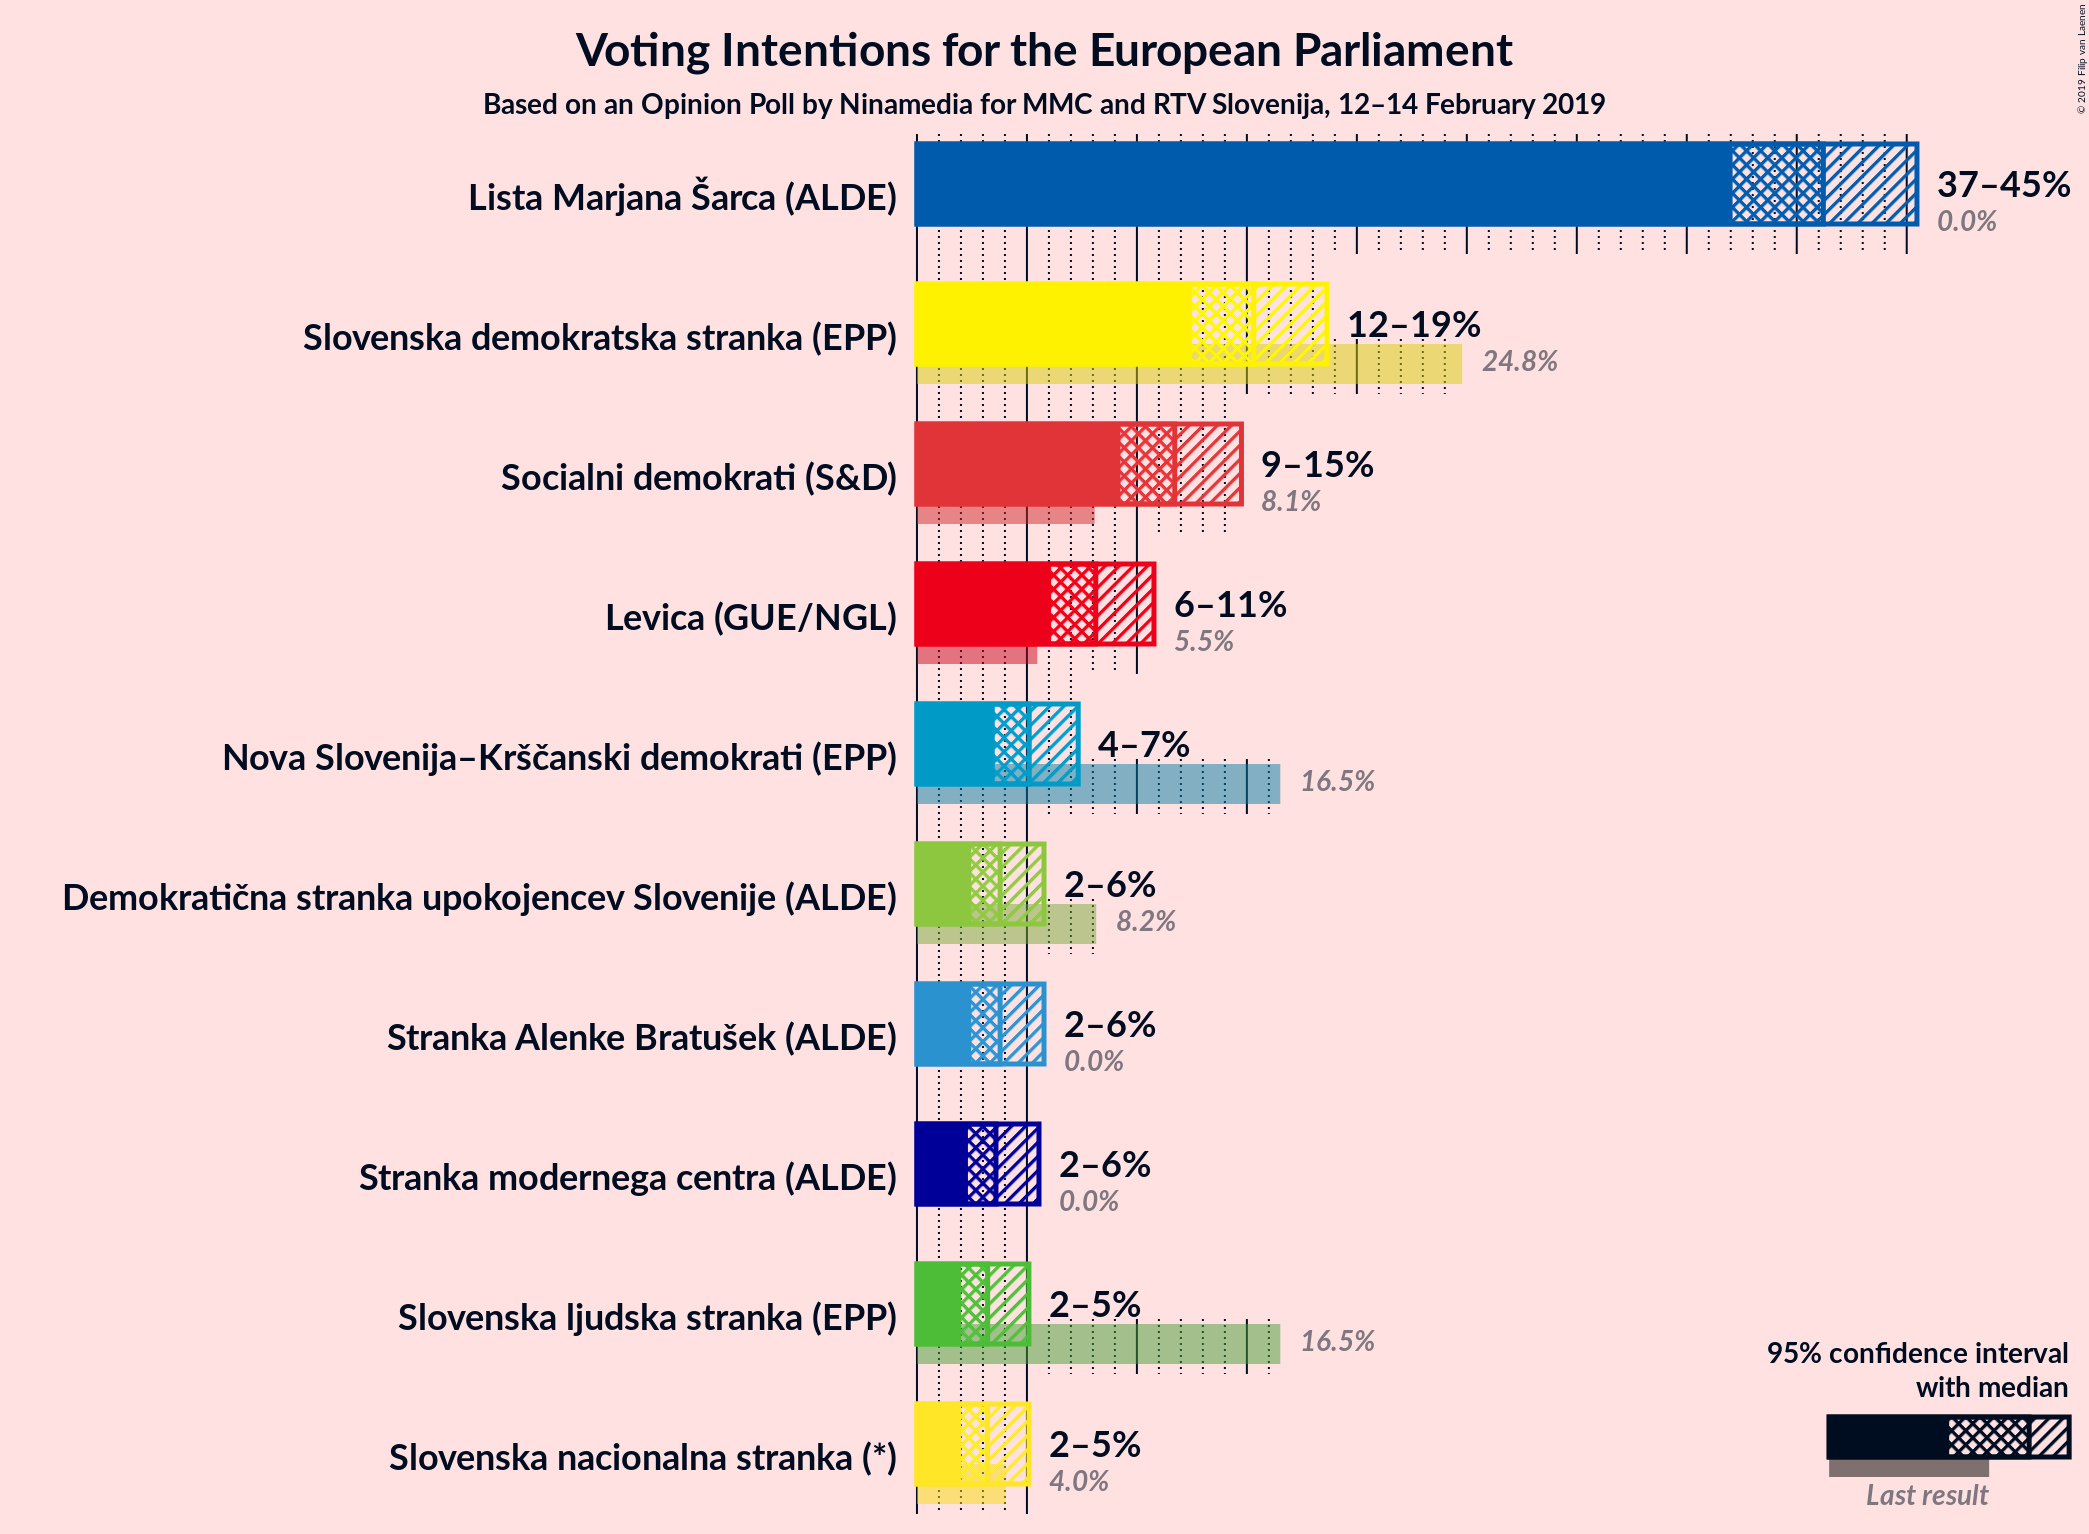 Voting Intentions for the European Parliament
Based on an Opinion Poll by Ninamedia for MMC and RTV Slovenija, 12–14 February 2019
© 2019 Filip van Laenen
Lista Marjana Šarca (ALDE)
37–45%
0.0%
Slovenska demokratska stranka (EPP)
12–19%
24.8%
Socialni demokrati (S&D)
9–15%
8.1%
Levica (GUE/NGL)
6–11%
5.5%
Nova Slovenija–Krščanski demokrati (EPP)
4–7%
16.5%
Demokratična stranka upokojencev Slovenije (ALDE)
2–6%
8.2%
Stranka Alenke Bratušek (ALDE)
2–6%
0.0%
Stranka modernega centra (ALDE)
2–6%
0.0%
Slovenska ljudska stranka (EPP)
2–5%
16.5%
Slovenska nacionalna stranka (*)
2–5%
4.0%
95% confidence interval
with median
Last result